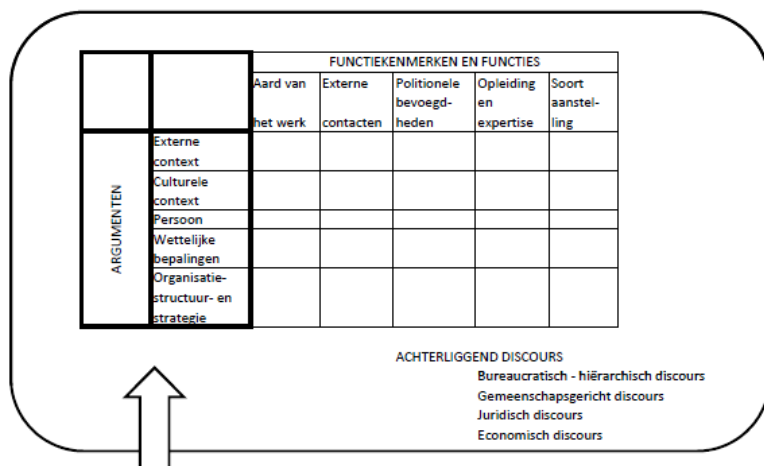 FUNCTIEKENMERKEN EN FUNCTIES
Aard van
het werk
Externe
contacten
Politionele
bevoegd-
heden
Opleiding
en
expertise
Soort
aanstel-
ling
ARGUMENTEN
Externe
context
Culturele
context
Persoon
Wettelijke
bepalingen
Organisatie-
structuur- en
strategie
ACHTERLIGGEND DISCOURS
Bureaucratisch - hiërarchisch discours
Gemeenschapsgericht discours
Juridisch discours
Economisch discours